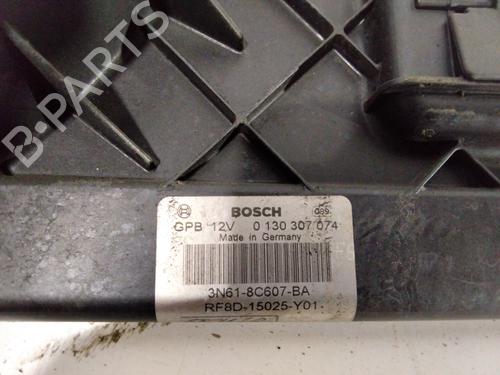 B-PARTS
BOSCH
GPB 12V 0 130 307 074
Made in Germany
3N61-8C607-BA
RF8D-15025-Y01